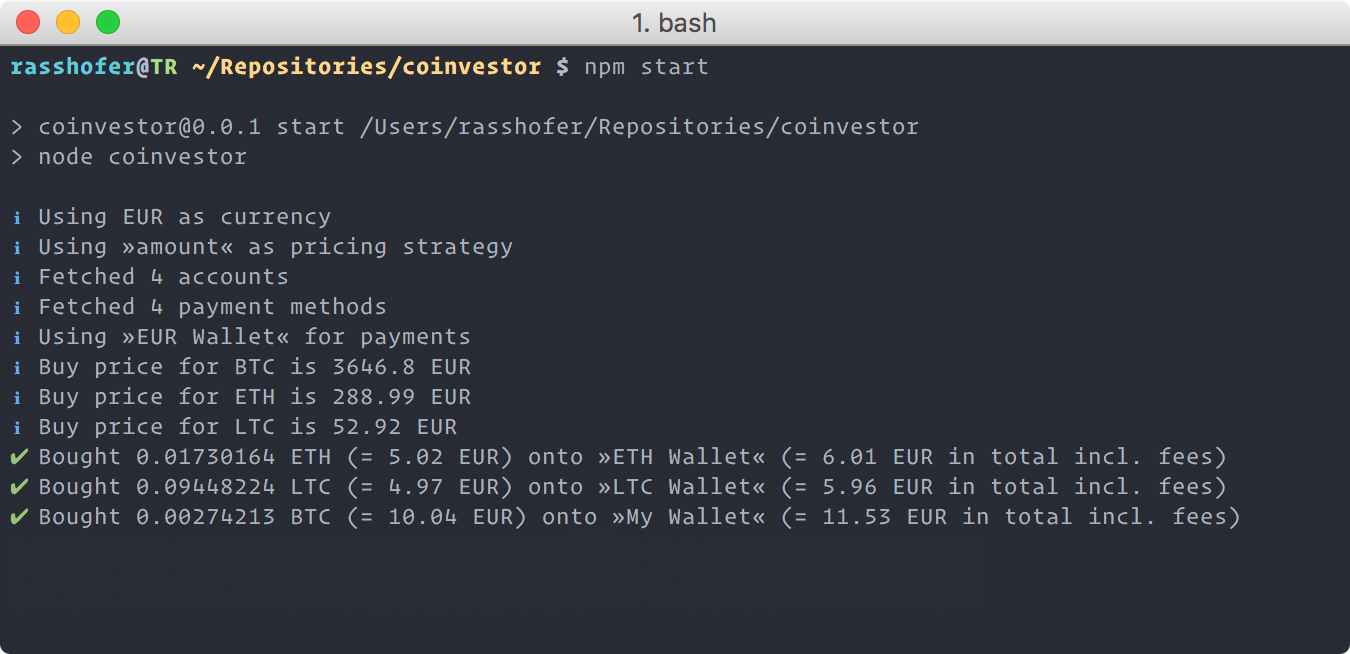 1. bash
rasshofer@TR ~/Repositories/coinvestor $ npm start
> coinvestor@0.0.1 start /Users/rasshofer/Repositories/coinvestor
> node coinvestor
ℹ Using EUR as currency
ℹ Using »amount« as pricing strategy
ℹ Fetched 4 accounts
ℹ Fetched 4 payment methods
ℹ Using »EUR Wallet« for payments
ℹ Buy price for BTC is 3646.8 EUR
ℹ Buy price for ETH is 288.99 EUR
ℹ Buy price for LTC is 52.92 EUR
✔ Bought 0.01730164 ETH (= 5.02 EUR) onto »ETH Wallet« (= 6.01 EUR in total incl. fees)
✔ Bought 0.09448224 LTC (= 4.97 EUR) onto »LTC Wallet« (= 5.96 EUR in total incl. fees)
✔ Bought 0.00274213 BTC (= 10.04 EUR) onto »My Wallet« (= 11.53 EUR in total incl. fees)